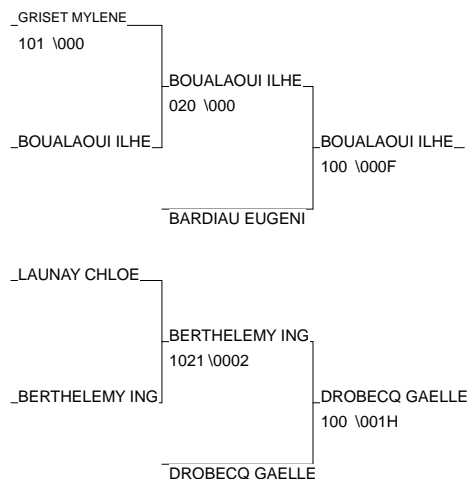 GRISET MYLENE
101 \000
BOUALAOUI ILHE
020 \000
BOUALAOUI ILHE
BOUALAOUI ILHE
100 \000F
BARDIAU EUGENI
LAUNAY CHLOE
BERTHELEMY ING
1021 \0002
BERTHELEMY ING
DROBECQ GAELLE
100 \001H
DROBECQ GAELLE